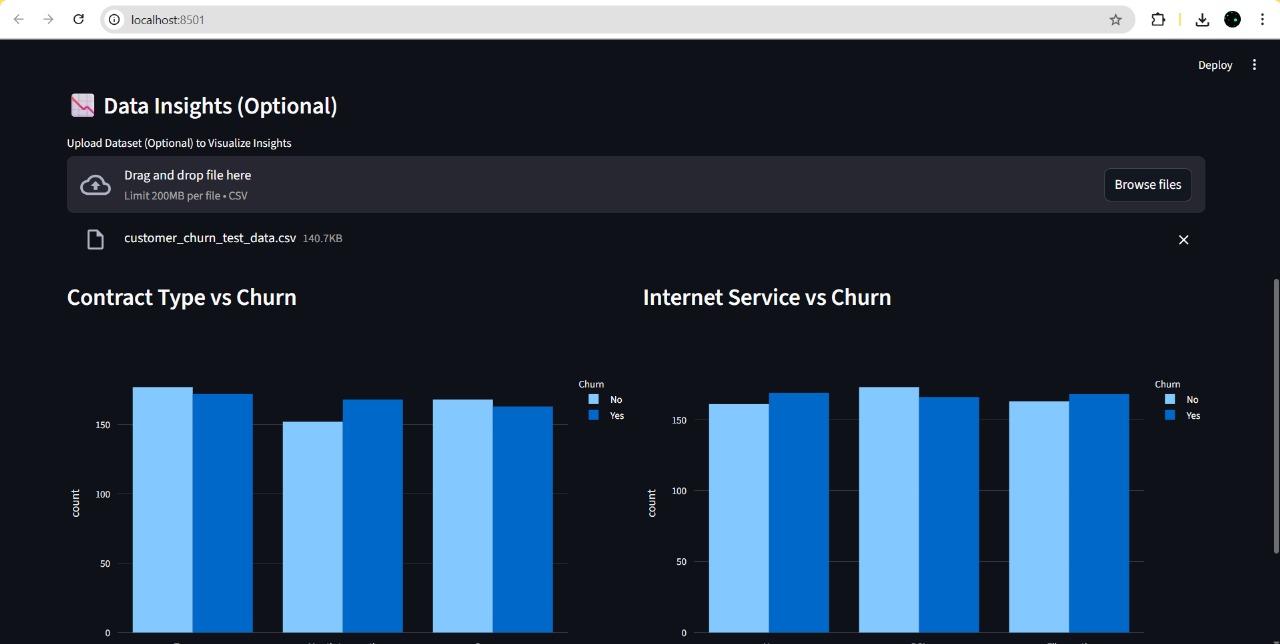 localhost:8501
Deploy
Data Insights (Optional)
Upload Dataset (Optional) to Visualize Insights
Drag and drop file here
Limit 200MB per file • CSV
Browse files
customer_churn_test_data.csv 140.7KB
Contract Type vs Churn
Churn
No
Yes
150
100
50
0
count
Internet Service vs Churn
Churn
No
Yes
150
100
50
0
count